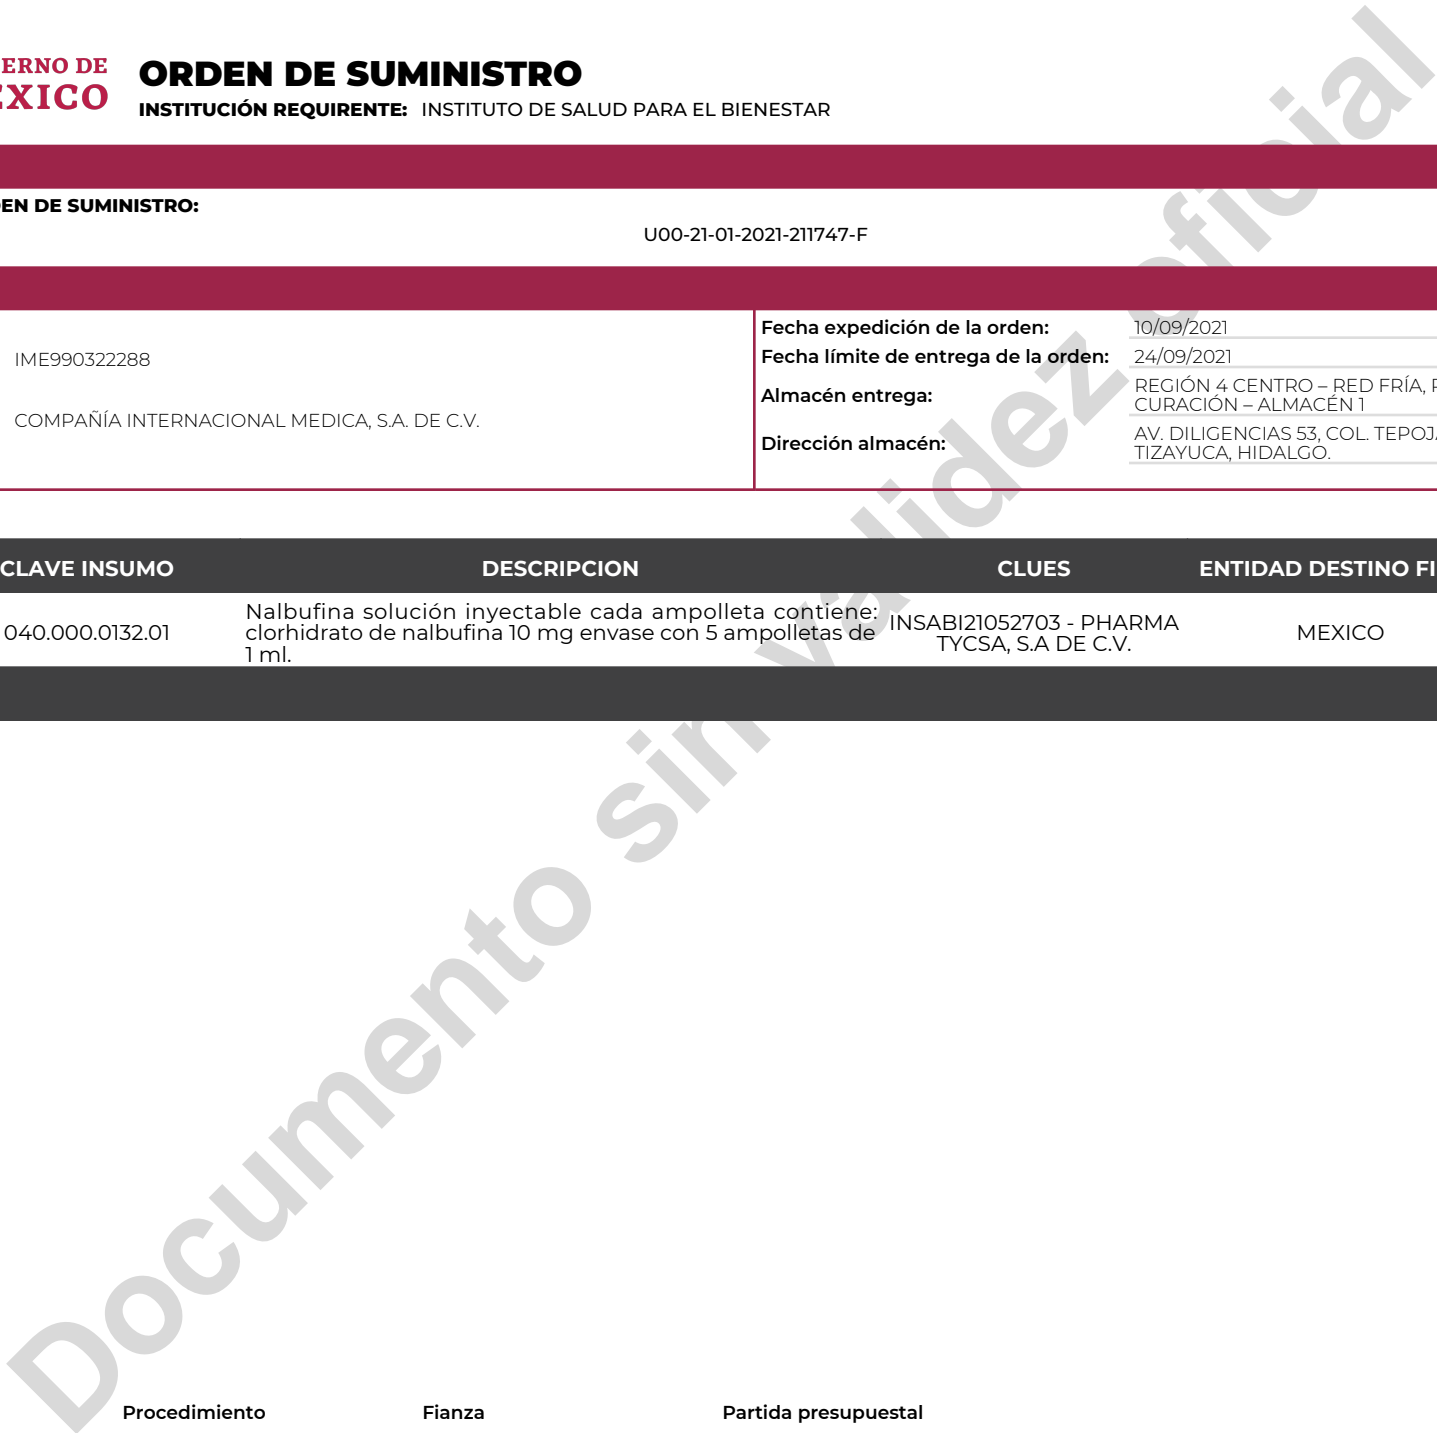 ERNO DE
ÉXICO
ORDEN DE SUMINISTRO
INSTITUCIÓN REQUIRENTE: INSTITUTO DE SALUD PARA EL BIENESTAR
EN DE SUMINISTRO:
U00-21-01-2021-211747-F
IME990322288
COMPAÑÍA INTERNACIONAL MEDICA, S.A. DE C.V.
Fecha expedición de la orden: 10/09/2021
Fecha límite de entrega de la orden: 24/09/2021
Almacén entrega: REGIÓN 4 CENTRO – RED FRÍA,
CURACIÓN – ALMACÉN 1
Dirección almacén: AV. DILIGENCIAS 53, COL. TEPOJA
TIZAYUCA, HIDALGO.
CLAVE INSUMO DESCRIPCION CLUES ENTIDAD DESTINO FI
040.000.0132.01
Nalbufina solución inyectable cada ampolleta contiene:
clorhidrato de nalbufina 10 mg envase con 5 ampolletas de
1 ml.
INSABI21052703 - PHARMA
TYCSA, S.A DE C.V.
MEXICO
Documento sin validez oficial
Procedimiento Fianza Partida presupuestal